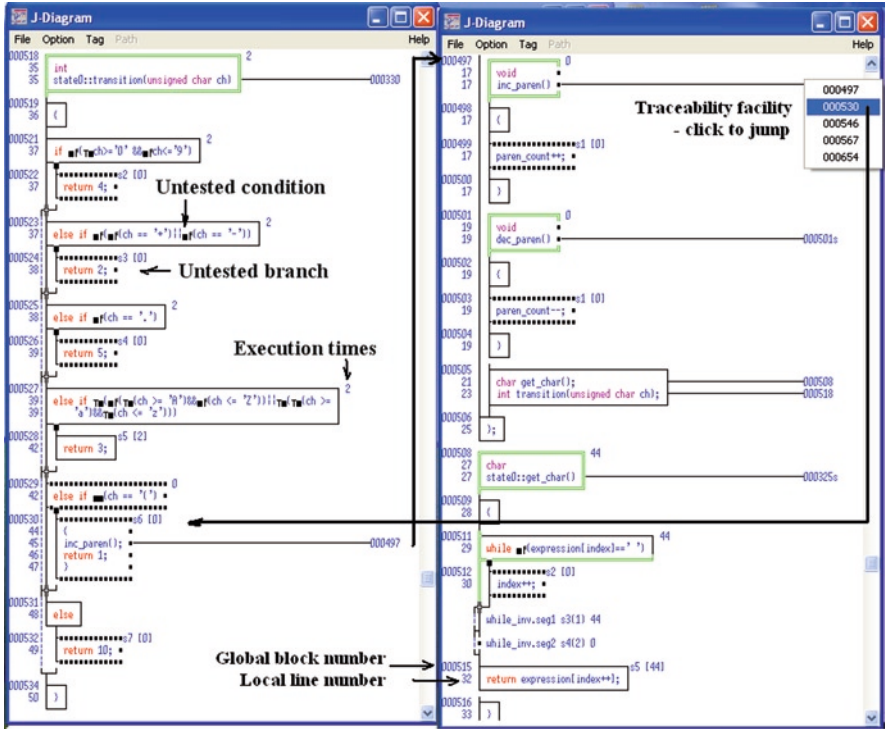 J-Diagram
File Option Tag Path Help
000518 2
35 int
35 state0::transition(unsigned char ch) 000330
000519
36 {
000521 2
37 if ■f(T■ch>='0' &&■fch<='9')
000522 s2 [0]
37 return 4;
Untested condition
000523 2
37 else if ■f(■f(ch == '+')||■f(ch == '-'))
000524 s3 [0]
38 return 2;
Untested branch
000525 2
38 else if ■f(ch == '.')
000526 s4 [0]
39 return 5;
Execution times
000527 2
39 else if T■(■f(T■(ch >= 'A')&&■f(ch <= 'Z'))||T■(T■(ch >=
39 'a')&&T■(ch <= 'z')))
000528 s5 [2]
42 return 3;
000529 0
42 else if ■■(ch == '(')
000530 s6 [0]
44 {
45 inc_paren(); 000497
46 return 1;
47 }
000531
48 else
000532 s7 [0]
49 return 10;
000534
50 }
Global block number
Local line number
J-Diagram
File Option Tag Path Help
000497 0
17 void
17 inc_paren()
000497
000530
000546
000567
000654
Traceability facility
- click to jump
000498
17 {
000499 s1 [0]
17 paren_count++;
000500
17 }
000501 0
19 void
19 dec_paren() 000501s
000502
19 {
000503 s1 [0]
19 paren_count--;
000504
19 }
000505
21 char get_char(); 000508
23 int transition(unsigned char ch); 000518
000506
25 };
000508 44
27 char
27 state0::get_char() 000325s
000509
28 {
000511 44
29 while ■f(expression[index]==' ')
000512 s2 [0]
30 index++;
while_inv.seg1 s3(1) 44
while_inv.seg2 s4(2) 0
000515 s5 [44]
32 return expression[index++];
000516
33 }